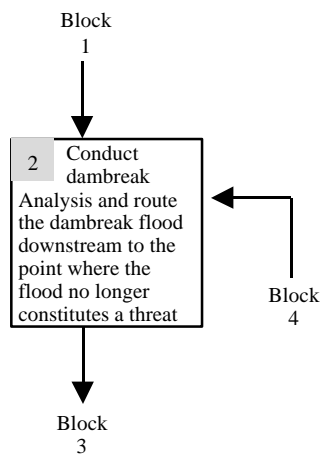 Block
1
2 Conduct
dambreak
Analysis and route
the dambreak flood
downstream to the
point where the
flood no longer
constitutes a threat
Block
4
Block
3